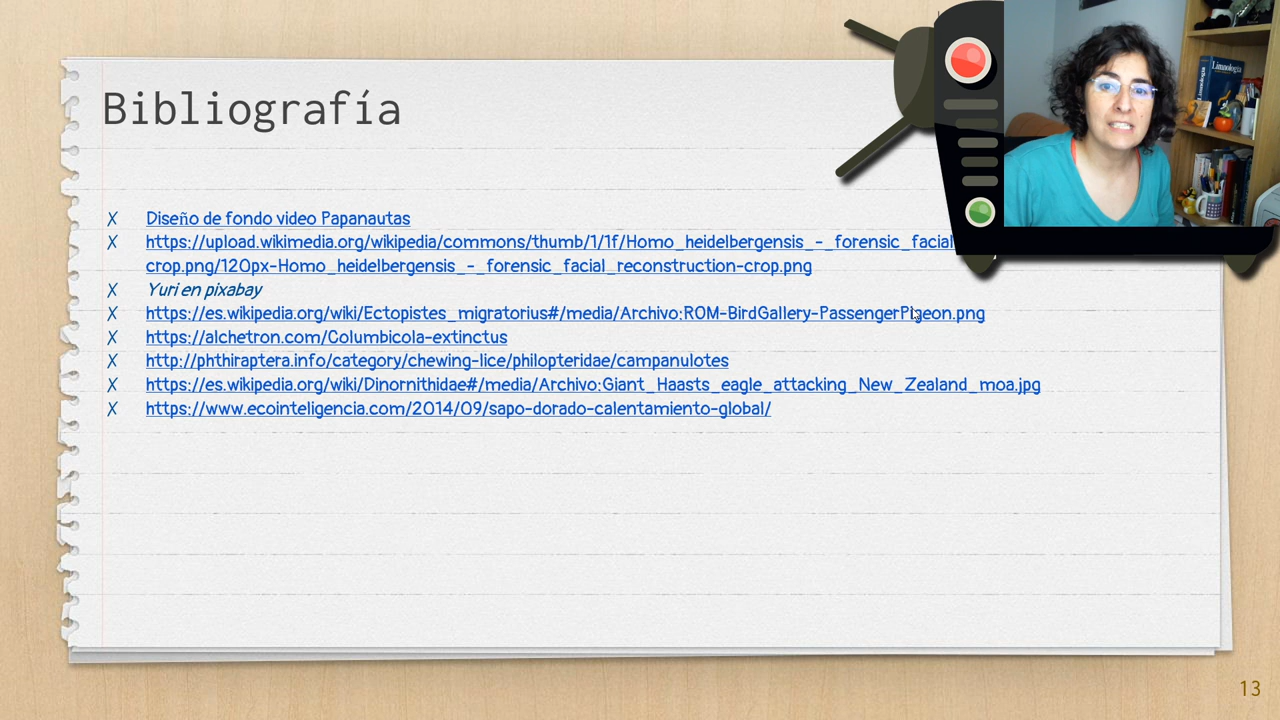 Bibliografía
X Diseño de fondo video Papanautas
X https://upload.wikimedia.org/wikipedia/commons/thumb/1/1f/Homo_heidelbergensis_-_forensic_facial
crop.png/120px-Homo_heidelbergensis_-_forensic_facial_reconstruction-crop.png
X Yuri en pixabay
X https://es.wikipedia.org/wiki/Ectopistes_migratorius#/media/Archivo:ROM-BirdGallery-PassengerPigeon.png
X https://alchetron.com/Columbicola-extinctus
X http://phthiraptera.info/category/chewing-lice/philopteridae/campanulotes
X https://es.wikipedia.org/wiki/Dinornithidae#/media/Archivo:Giant_Haasts_eagle_attacking_New_Zealand_moa.jpg
X https://www.ecointeligencia.com/2014/09/sapo-dorado-calentamiento-global/
Limnología
13